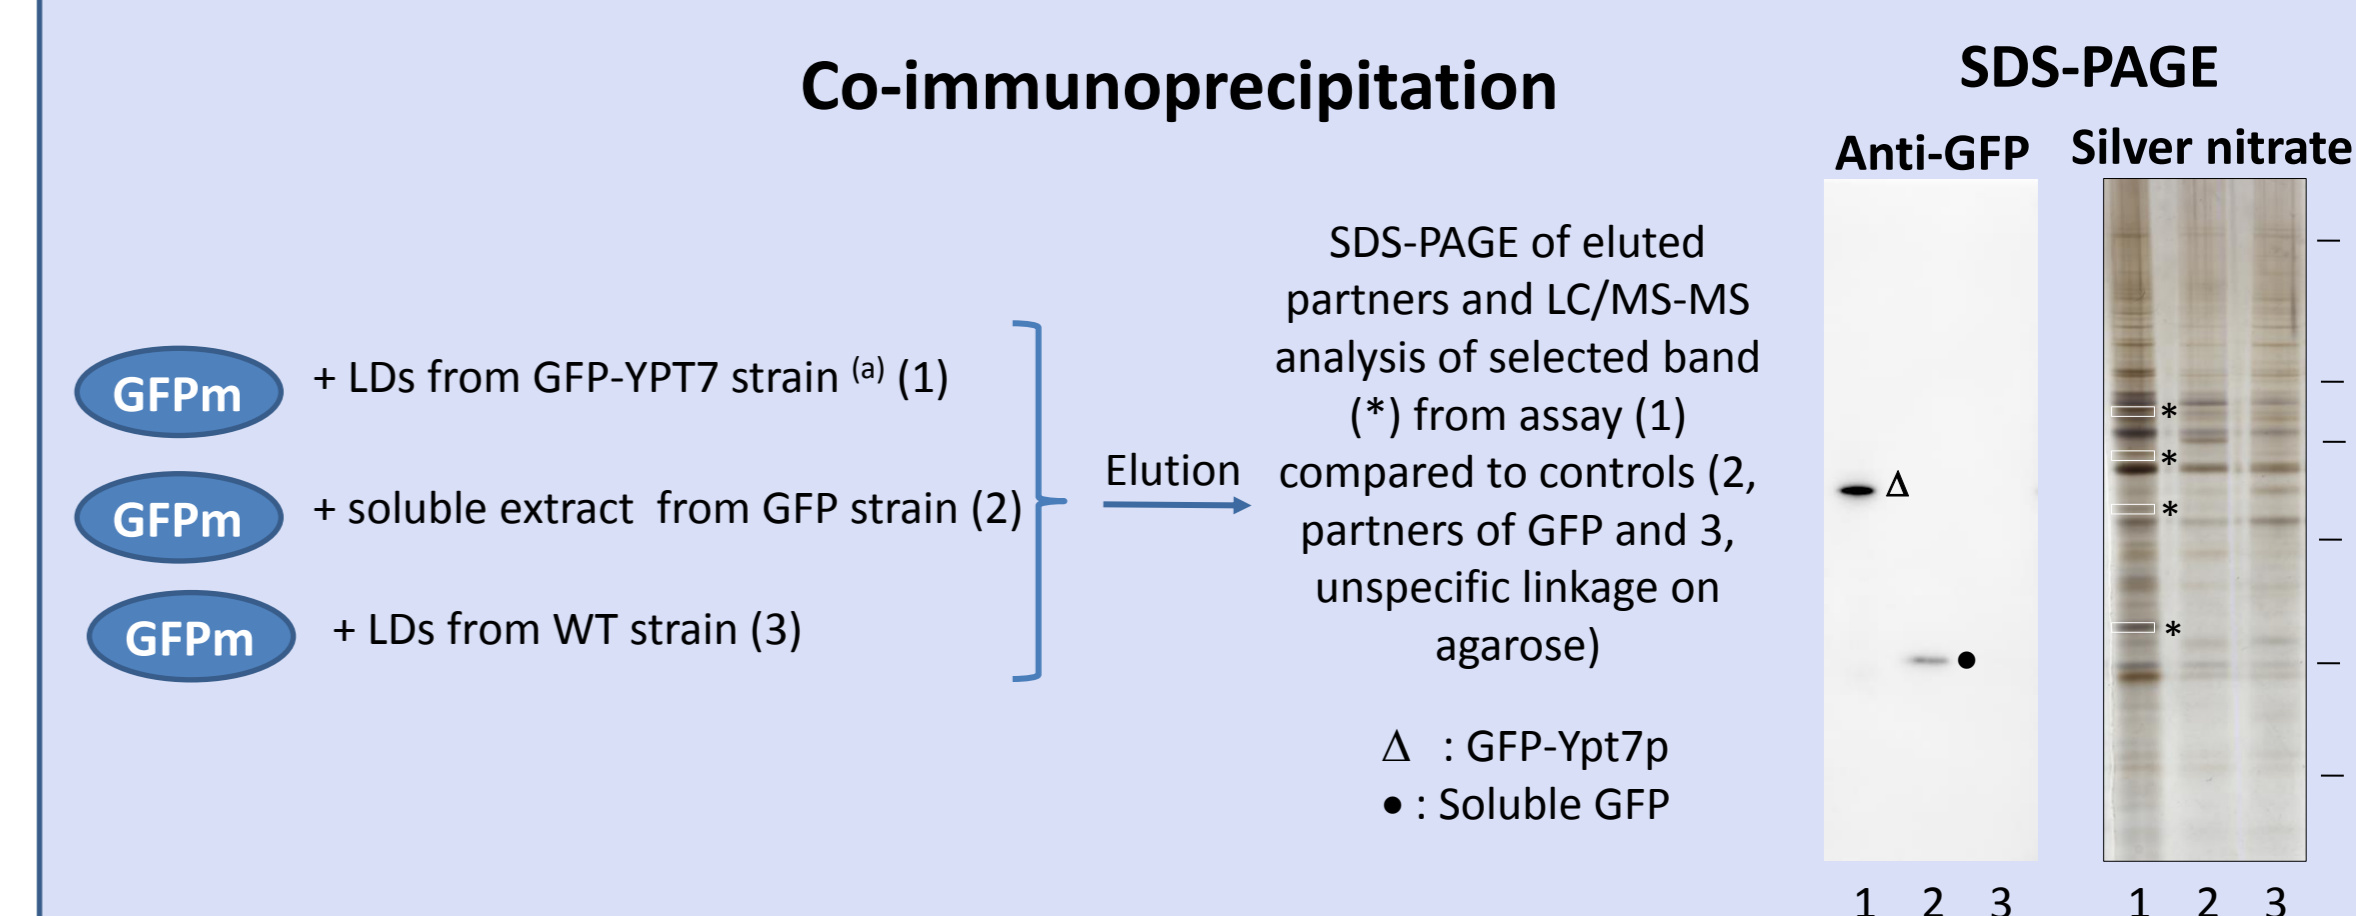 Co-immunoprecipitation
GFPm
+ LDs from GFP-YPT7 strain (a) (1)
GFPm
+ soluble extract from GFP strain (2)
GFPm
+ LDs from WT strain (3)
Elution
SDS-PAGE of eluted
partners and LC/MS-MS
analysis of selected band
(*) from assay (1)
compared to controls (2,
partners of GFP and 3,
unspecific linkage on
agarose)
Δ : GFP-Ypt7p
● : Soluble GFP
SDS-PAGE
Anti-GFP
Silver nitrate
Δ
●
*
*
*
*
1 2 3
1 2 3